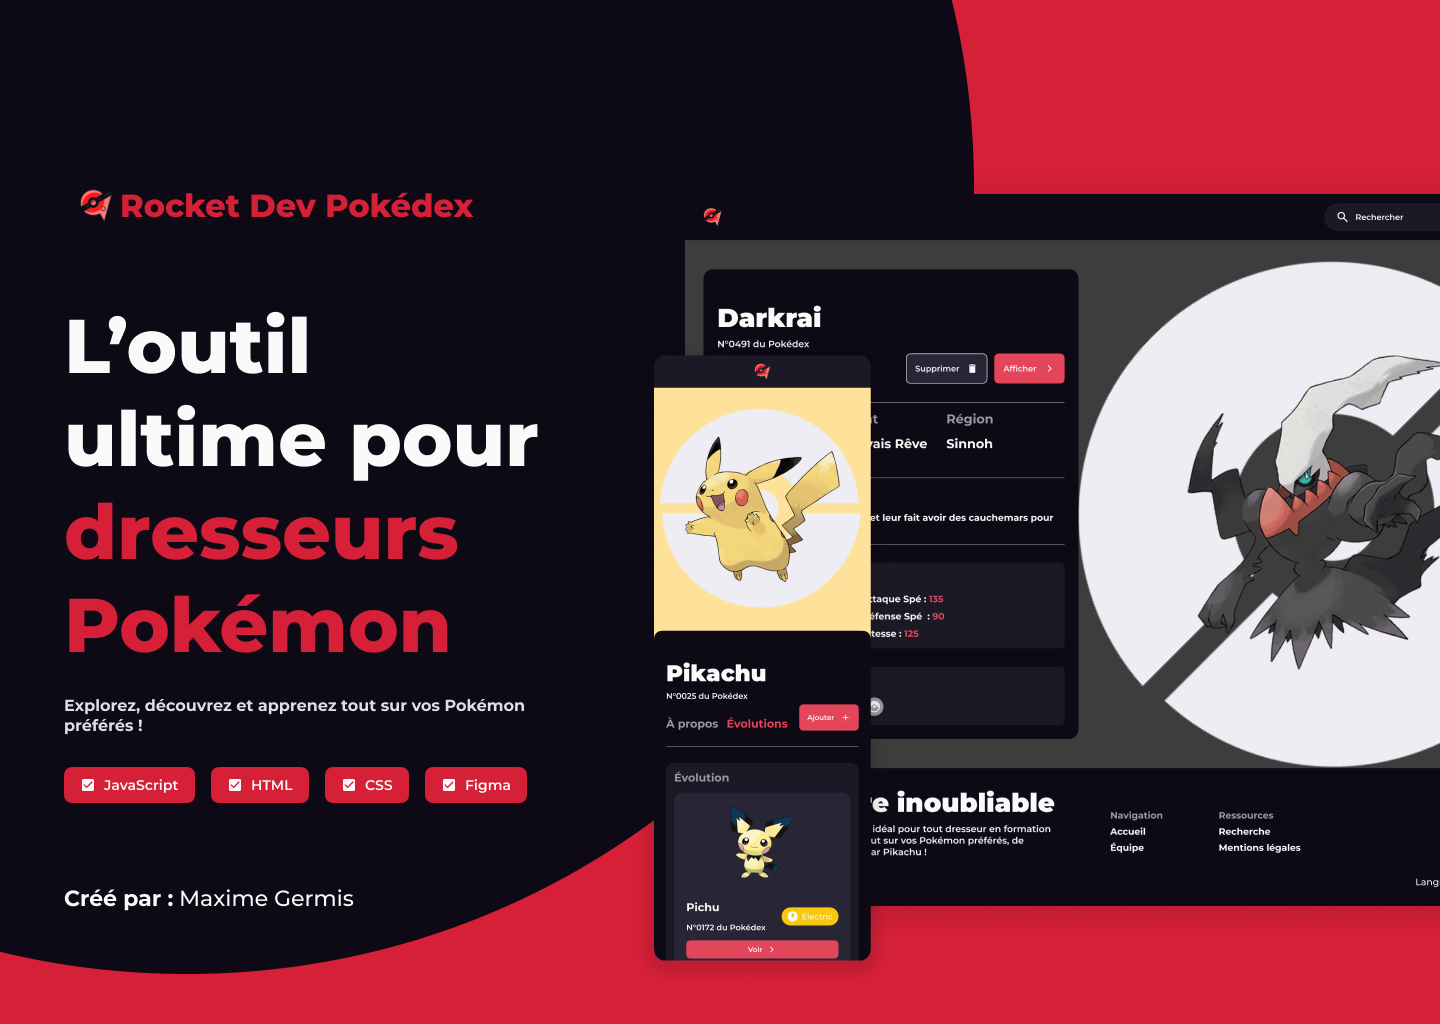 Rocket Dev Pokédex
L’outil
ultime pour
dresseurs
Pokémon
Explorez, découvrez et apprenez tout sur vos Pokémon
préférés !
JavaScript
HTML
CSS
Figma
Créé par : Maxime Germis
Rechercher
Darkrai
N°0491 du Pokédex
Supprimer
Afficher
Région
vais Rêve
Sinnoh
et leur fait avoir des cauchemars pour
ttaque Spé : 135
éfense Spé : 90
tesse : 125
Pikachu
N°0025 du Pokédex
À propos
Évolutions
Ajouter
Évolution
Pichu
N°0172 du Pokédex
Electric
Voir
e inoubliable
idéal pour tout dresseur en formation
ut sur vos Pokémon préférés, de
ar Pikachu !
Navigation
Accueil
Équipe
Ressources
Recherche
Mentions légales
Lang